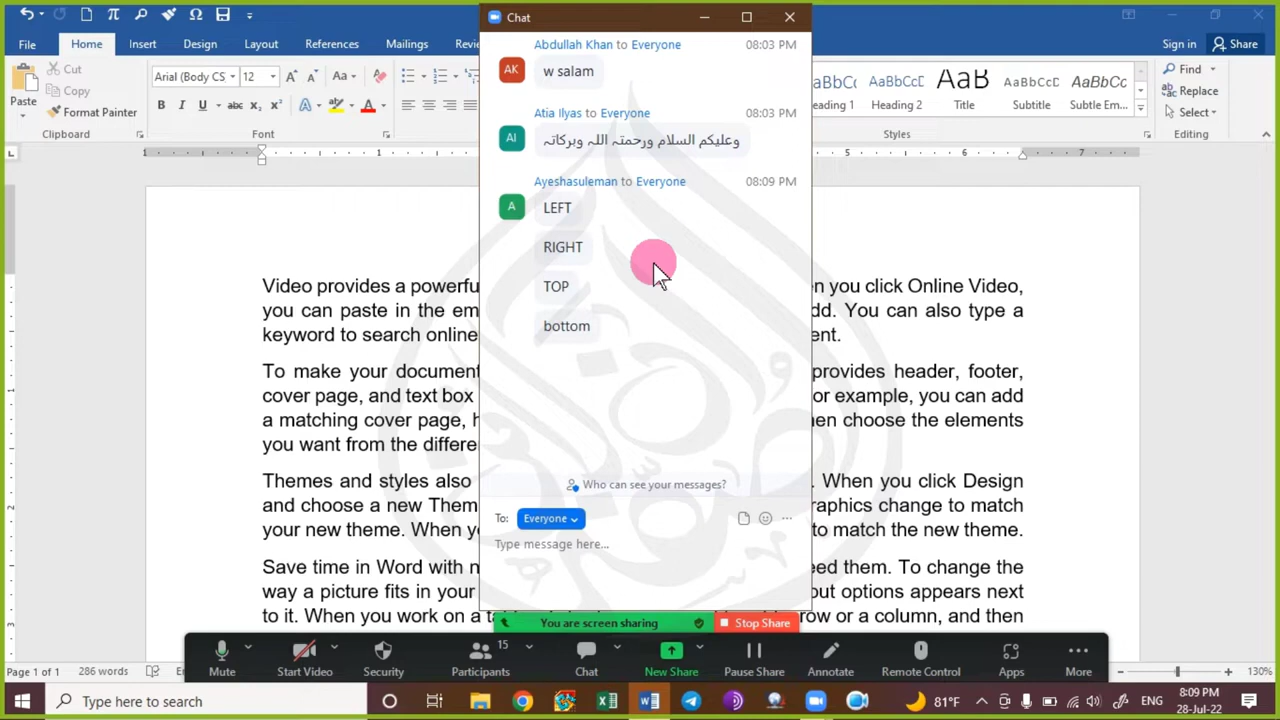 Chat
File Home Insert Design Layout References Mailings Sign in Share
Cut
Copy
Format Painter
Paste
Clipboard
Arial (Body CS 12
Font
Heading 2 Title Subtitle Subtle Em...
Styles
Find
Replace
Select
Editing
Abdullah Khan to Everyone 08:03 PM
AK
w salam
Atia Ilyas to Everyone 08:03 PM
AI
وعلیکم السلام ورحمتہ اللہ وبرکاتہ
Ayeshasuleman to Everyone 08:09 PM
A
LEFT
RIGHT
TOP
bottom
Who can see your messages?
To: Everyone
Type message here...
Video provides a powerfu n you click Online Video,
you can paste in the em dd. You can also type a
keyword to search online ent.
To make your documen provides header, footer,
cover page, and text box or example, you can add
a matching cover page, hen choose the elements
you want from the differe
Themes and styles also . When you click Design
and choose a new Them raphics change to match
your new theme. When yo to match the new theme.
Save time in Word with n eed them. To change the
way a picture fits in your out options appears next
to it. When you work on a row or a column, and then
You are screen sharing Stop Share
15
Mute Start Video Security Participants Chat New Share Pause Share Annotate Remote Control Apps More
Page 1 of 1 286 words 130%
Type here to search
81°F ENG
8:09 PM
28-Jul-22